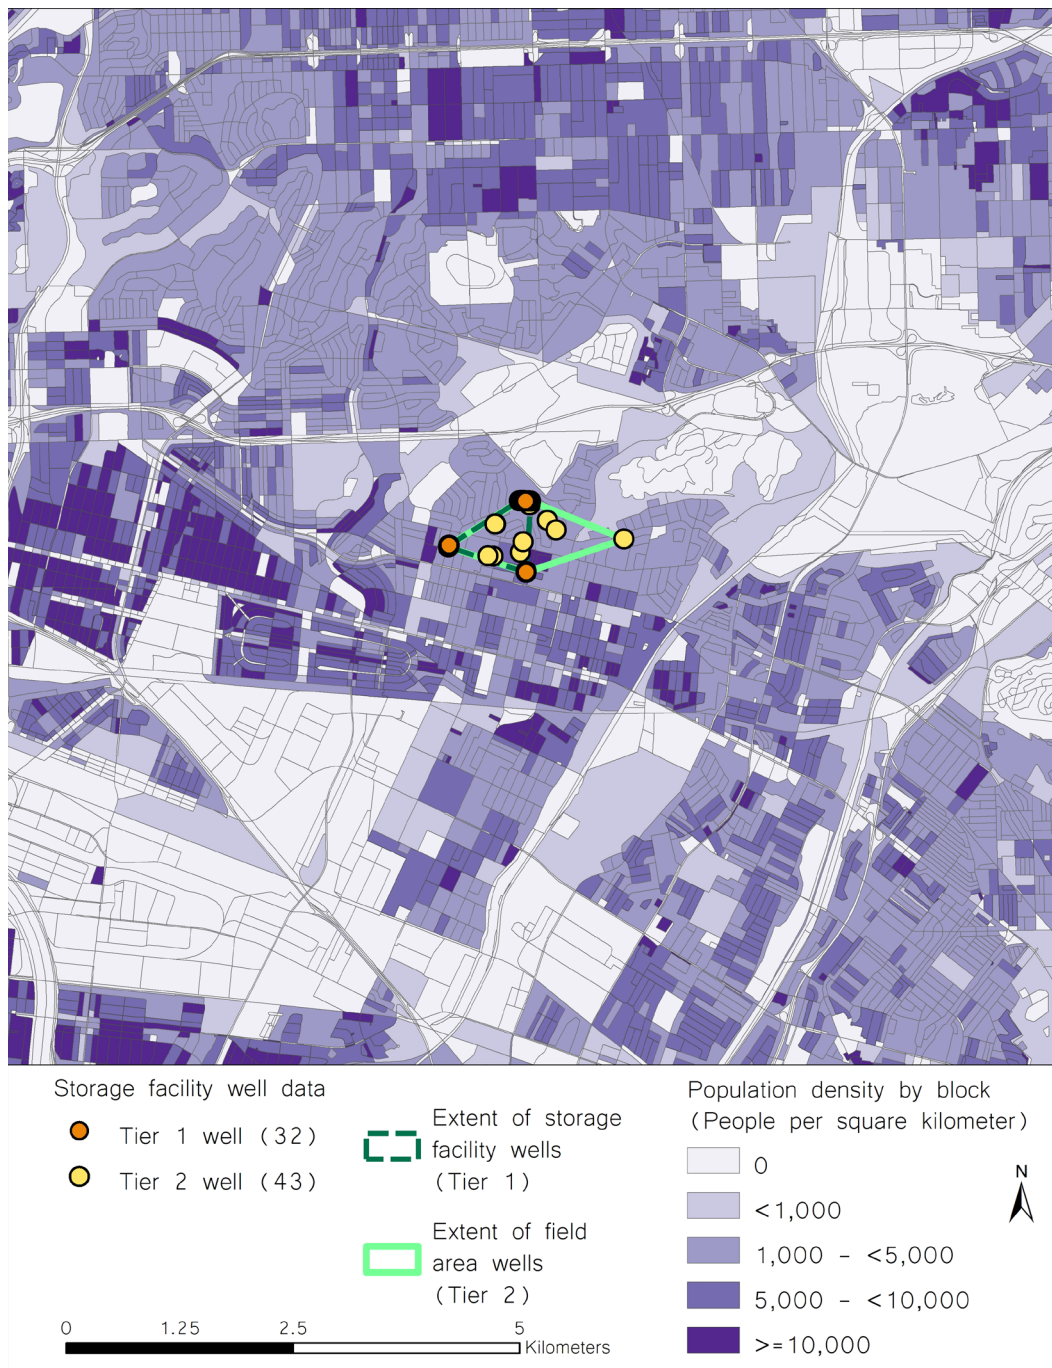 Storage facility well data
Tier 1 well (32)
Tier 2 well (43)
Extent of storage
facility wells
(Tier 1)
Extent of field
area wells
(Tier 2)
0 1.25 2.5 5
Kilometers
Population density by block
(People per square kilometer)
0
<1,000
1,000 - <5,000
5,000 - <10,000
>=10,000
N